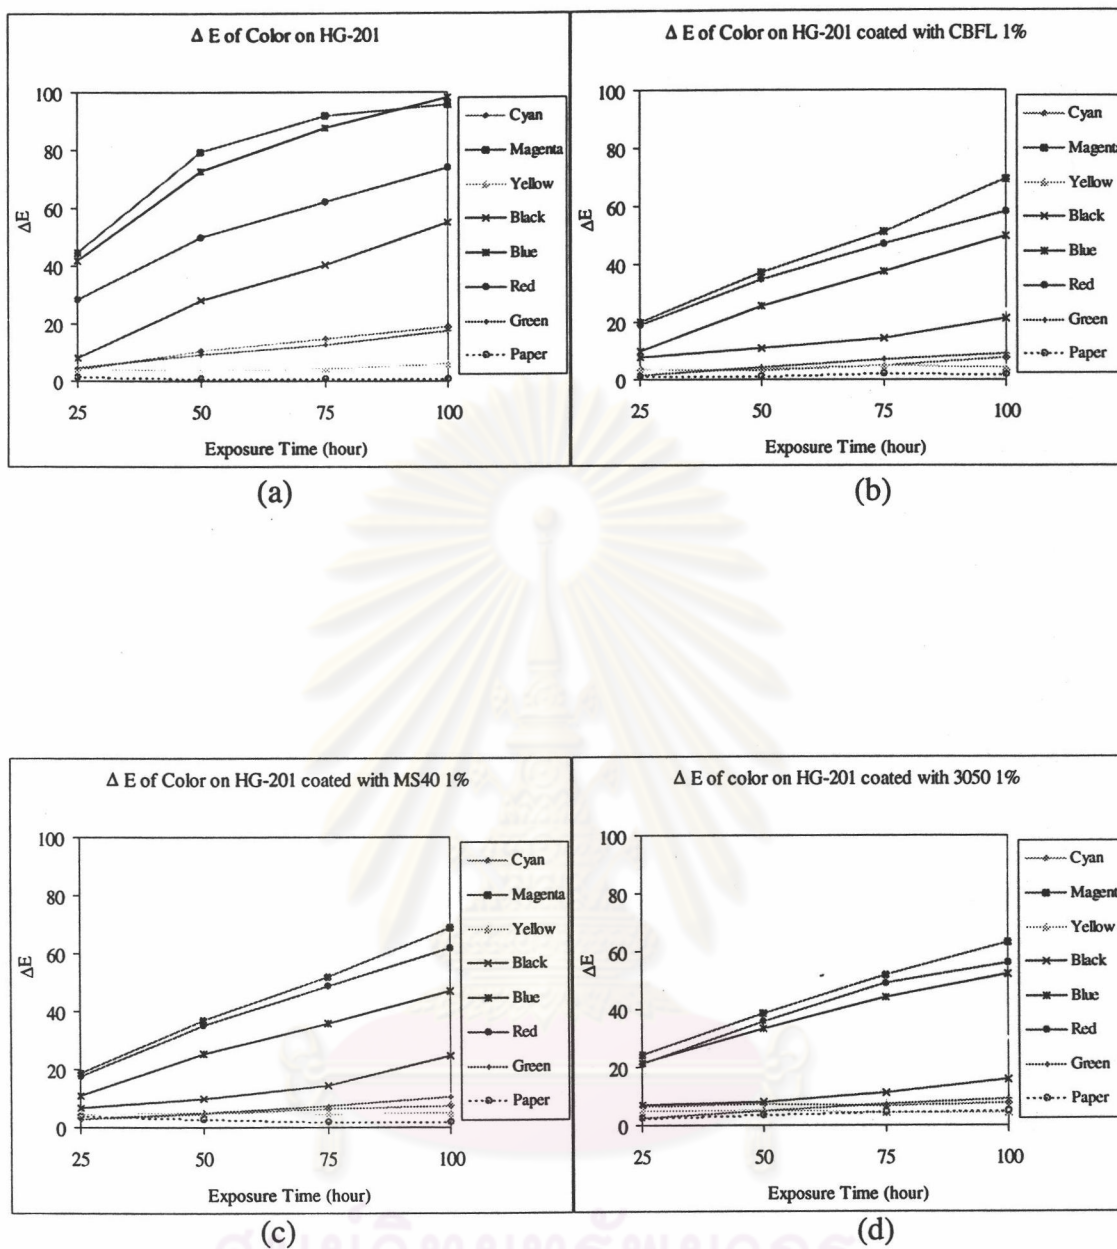 Δ E of Color on HG-201
100
80
60
40
20
0
ΔE
25 50 75 100
Exposure Time (hour)
Cyan
Magenta
Yellow
Black
Blue
Red
Green
Paper
(a)
Δ E of Color on HG-201 coated with CBFL 1%
100
80
60
40
20
0
ΔE
25 50 75 100
Exposure Time (hour)
Cyan
Magenta
Yellow
Black
Blue
Red
Green
Paper
(b)
Δ E of Color on HG-201 coated with MS40 1%
100
80
60
40
20
0
ΔE
25 50 75 100
Exposure Time (hour)
Cyan
Magenta
Yellow
Black
Blue
Red
Green
Paper
(c)
Δ E of color on HG-201 coated with 3050 1%
100
80
60
40
20
0
ΔE
25 50 75 100
Exposure Time (hour)
Cyan
Magent
Yellow
Black
Blue
Red
Green
Paper
(d)